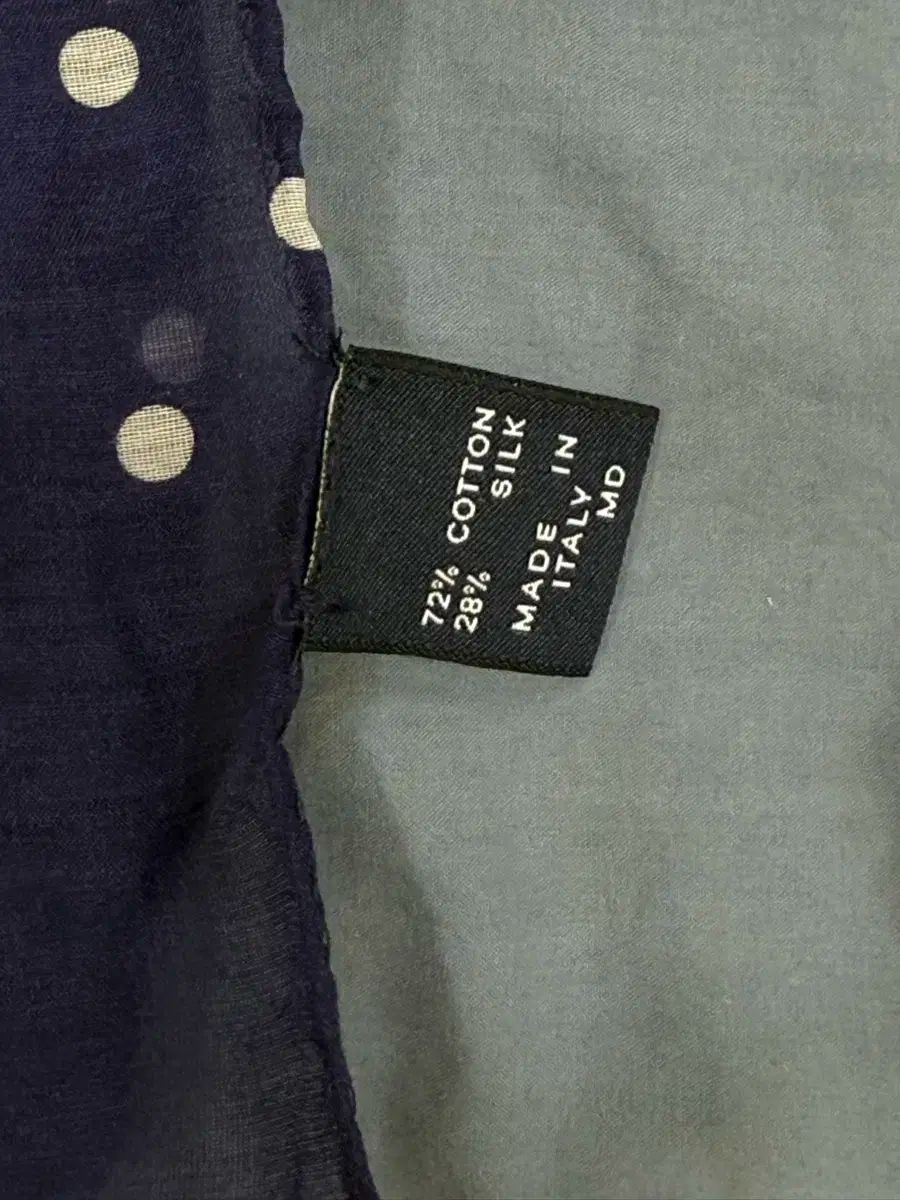 72% COTTON
28% SILK
MADE IN
ITALY
MD